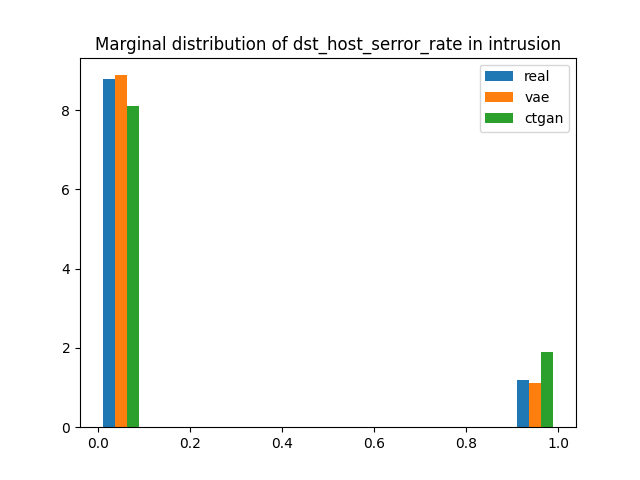 Marginal distribution of dst_host_serror_rate in intrusion
real
vae
ctgan
8
6
4
2
0
0.0 0.2 0.4 0.6 0.8 1.0